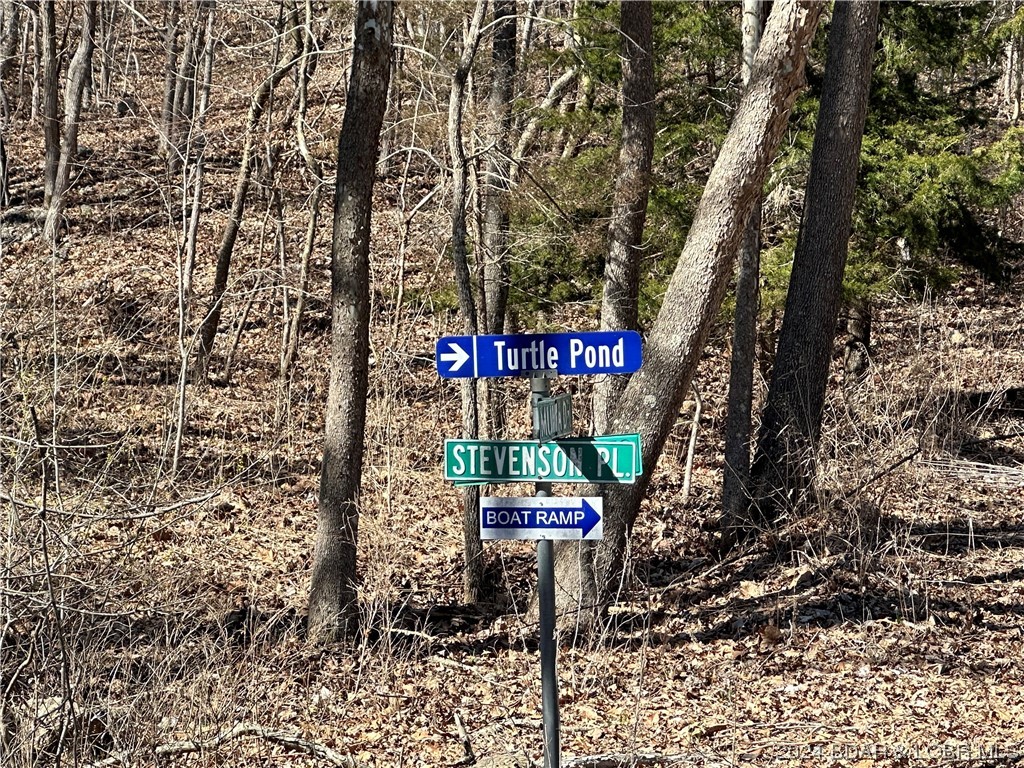 Turtle Pond
STEVENSON PL.
BOAT RAMP